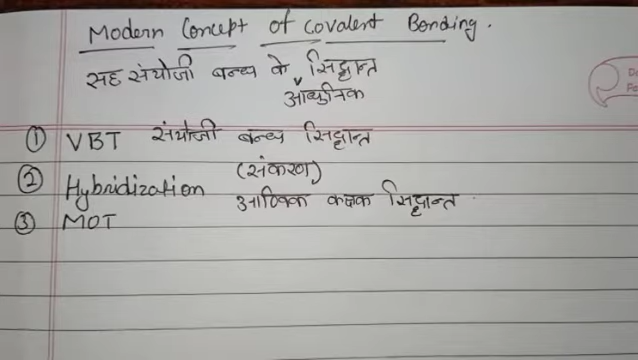 Modern Concept of Covalent Bonding.
सह संयोजी बन्ध के सिद्धान्त
आधुनिक
① VBT संयोजी बन्ध सिद्धान्त
② Hybridization (संकरण)
③ MOT आण्विक कक्षक सिद्धान्त